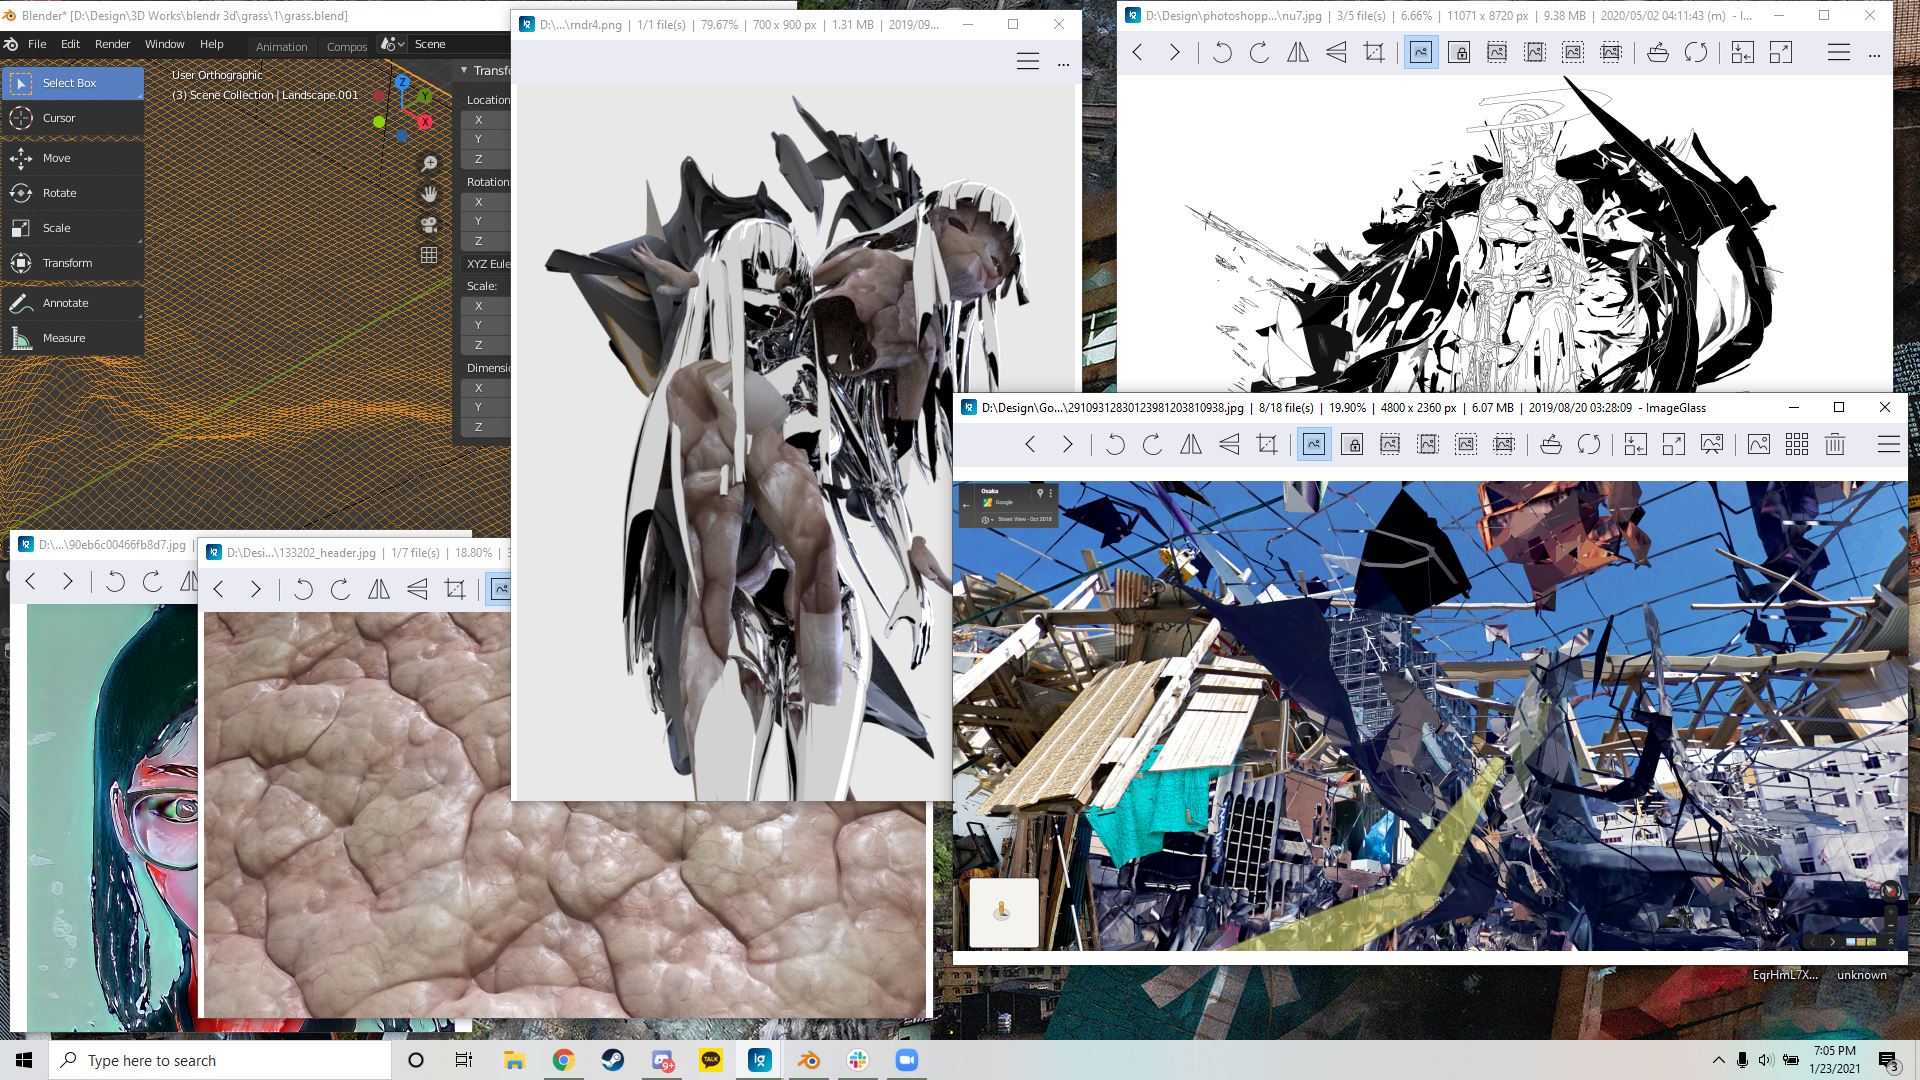 Blender* [D:\Design\3D Works\blendr 3d\grass\1\grass.blend]
File Edit Render Window Help Animation Compos Scene
Select Box
Cursor
Move
Rotate
Scale
Transform
Annotate
Measure
User Orthographic
(3) Scene Collection | Landscape.001
Z
Y
X
Transfo
Location
X
Y
Z
Rotation:
X
Y
Z
XYZ Eule
Scale:
X
Y
Z
Dimensi
X
Y
Z
D:\...\rndr4.png | 1/1 file(s) | 79.67% | 700 x 900 px | 1.31 MB | 2019/09...
D:\Design\photoshopp...\nu7.jpg | 3/5 file(s) | 6.66% | 11071 x 8720 px | 9.38 MB | 2020/05/02 04:11:43 (m) - I...
D:\Design\Go...\29109312830123981203810938.jpg | 8/18 file(s) | 19.90% | 4800 x 2360 px | 6.07 MB | 2019/08/20 03:28:09 - ImageGlass
Osaka
Google
Street View - Oct 2018
D:\...\90eb6c00466fb8d7.jpg |
D:\Desi...\133202_header.jpg | 1/7 file(s) | 18.80% | 3
EqrHmL7X... unknown
Type here to search
9+
TALK
7:05 PM
1/23/2021
3